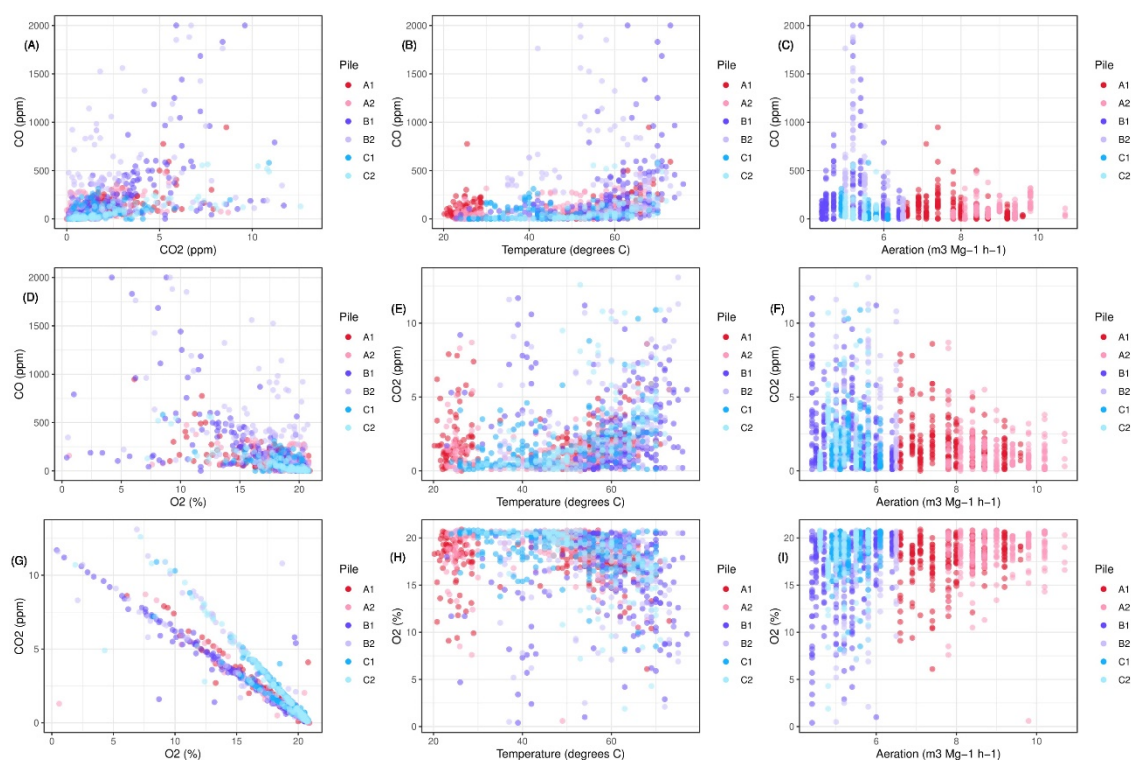 (A)
CO (ppm)
2000
1500
1000
500
0
0 5 10
CO2 (ppm)
Pile
A1
A2
B1
B2
C1
C2
(B)
CO (ppm)
2000
1500
1000
500
0
20 40 60
Temperature (degrees C)
Pile
A1
A2
B1
B2
C1
C2
(C)
CO (ppm)
2000
1500
1000
500
0
6 8 10
Aeration (m3 Mg−1 h−1)
Pile
A1
A2
B1
B2
C1
C2
(D)
CO (ppm)
2000
1500
1000
500
0
0 5 10 15 20
O2 (%)
Pile
A1
A2
B1
B2
C1
C2
(E)
CO2 (ppm)
10
5
0
20 40 60
Temperature (degrees C)
Pile
A1
A2
B1
B2
C1
C2
(F)
CO2 (ppm)
10
5
0
6 8 10
Aeration (m3 Mg−1 h−1)
Pile
A1
A2
B1
B2
C1
C2
(G)
CO2 (ppm)
10
5
0
0 5 10 15 20
O2 (%)
Pile
A1
A2
B1
B2
C1
C2
(H)
O2 (%)
20
15
10
5
0
20 40 60
Temperature (degrees C)
Pile
A1
A2
B1
B2
C1
C2
(I)
O2 (%)
20
15
10
5
0
6 8 10
Aeration (m3 Mg−1 h−1)
Pile
A1
A2
B1
B2
C1
C2